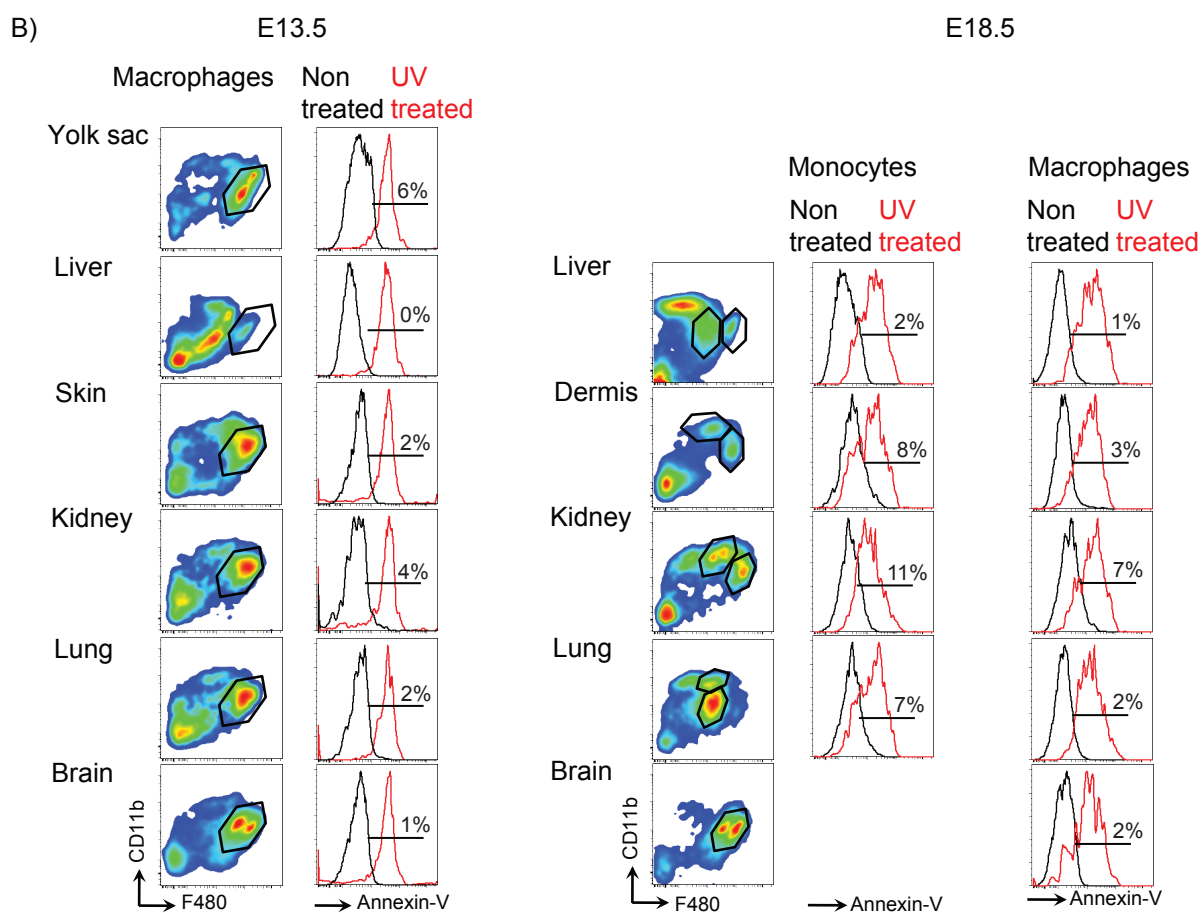 B)
E13.5
E18.5
Macrophages
Non treated
UV treated
Yolk sac
6%
Liver
0%
Skin
2%
Kidney
4%
Lung
2%
Brain
1%
CD11b
F480
Annexin-V
Monocytes
Macrophages
Non treated
UV treated
Non treated
UV treated
Liver
2%
1%
Dermis
8%
3%
Kidney
11%
7%
Lung
7%
2%
Brain
2%
CD11b
F480
Annexin-V
Annexin-V